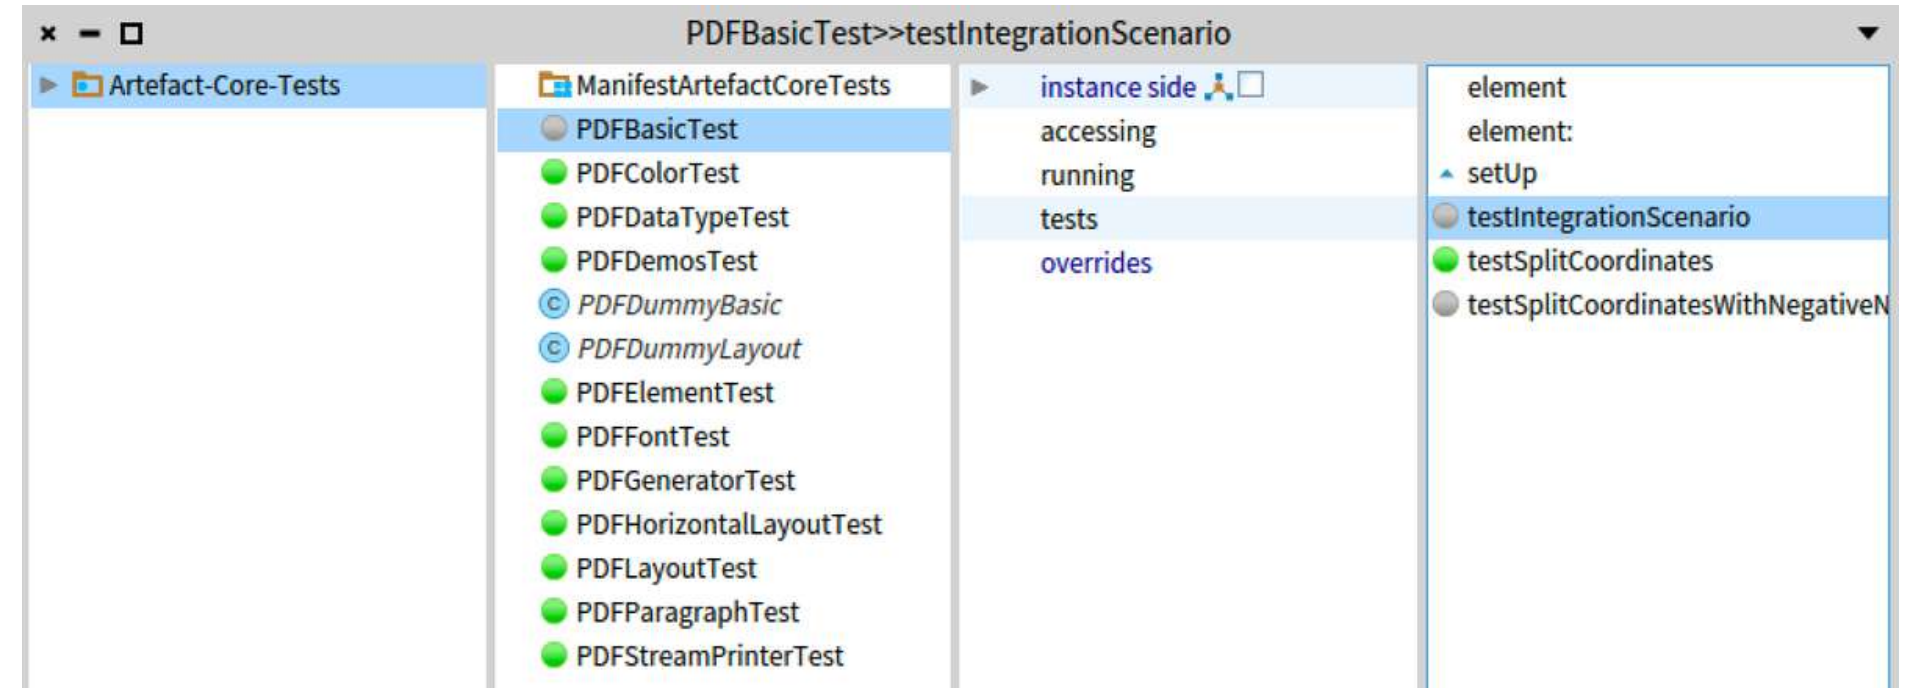 PDFBasicTest>>testIntegrationScenario
Artefact-Core-Tests
ManifestArtefactCoreTests
PDFBasicTest
PDFColorTest
PDFDataTypeTest
PDFDemosTest
PDFDummyBasic
PDFDummyLayout
PDFElementTest
PDFFontTest
PDFGeneratorTest
PDFHorizontalLayoutTest
PDFLayoutTest
PDFParagraphTest
PDFStreamPrinterTest
instance side
accessing
running
tests
overrides
element
element:
setUp
testIntegrationScenario
testSplitCoordinates
testSplitCoordinatesWithNegativeN